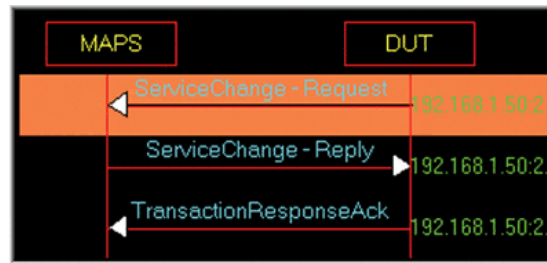 MAPS DUT
ServiceChange - Request
192.168.1.50:2
ServiceChange - Reply
192.168.1.50:2.
TransactionResponseAck
192.168.1.50:2.